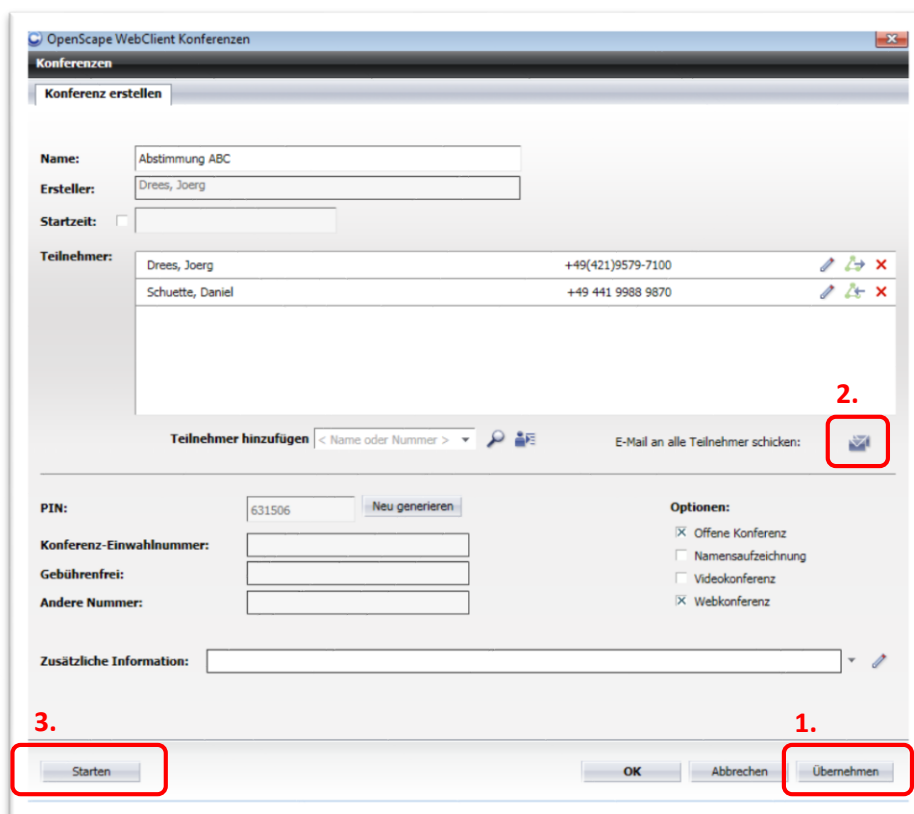 OpenScape WebClient Konferenzen
Konferenzen
Konferenz erstellen
Name: Abstimmung ABC
Ersteller: Drees, Joerg
Startzeit:
Teilnehmer:
Drees, Joerg +49(421)9579-7100
Schuette, Daniel +49 441 9988 9870
2.
Teilnehmer hinzufügen < Name oder Nummer > E-Mail an alle Teilnehmer schicken:
PIN: 631506 Neu generieren
Optionen:
Offene Konferenz
Konferenz-Einwahlnummer:
Namensaufzeichnung
Gebührenfrei:
Videokonferenz
Andere Nummer:
Webkonferenz
Zusätzliche Information:
3.
1.
Starten OK Abbrechen Übernehmen